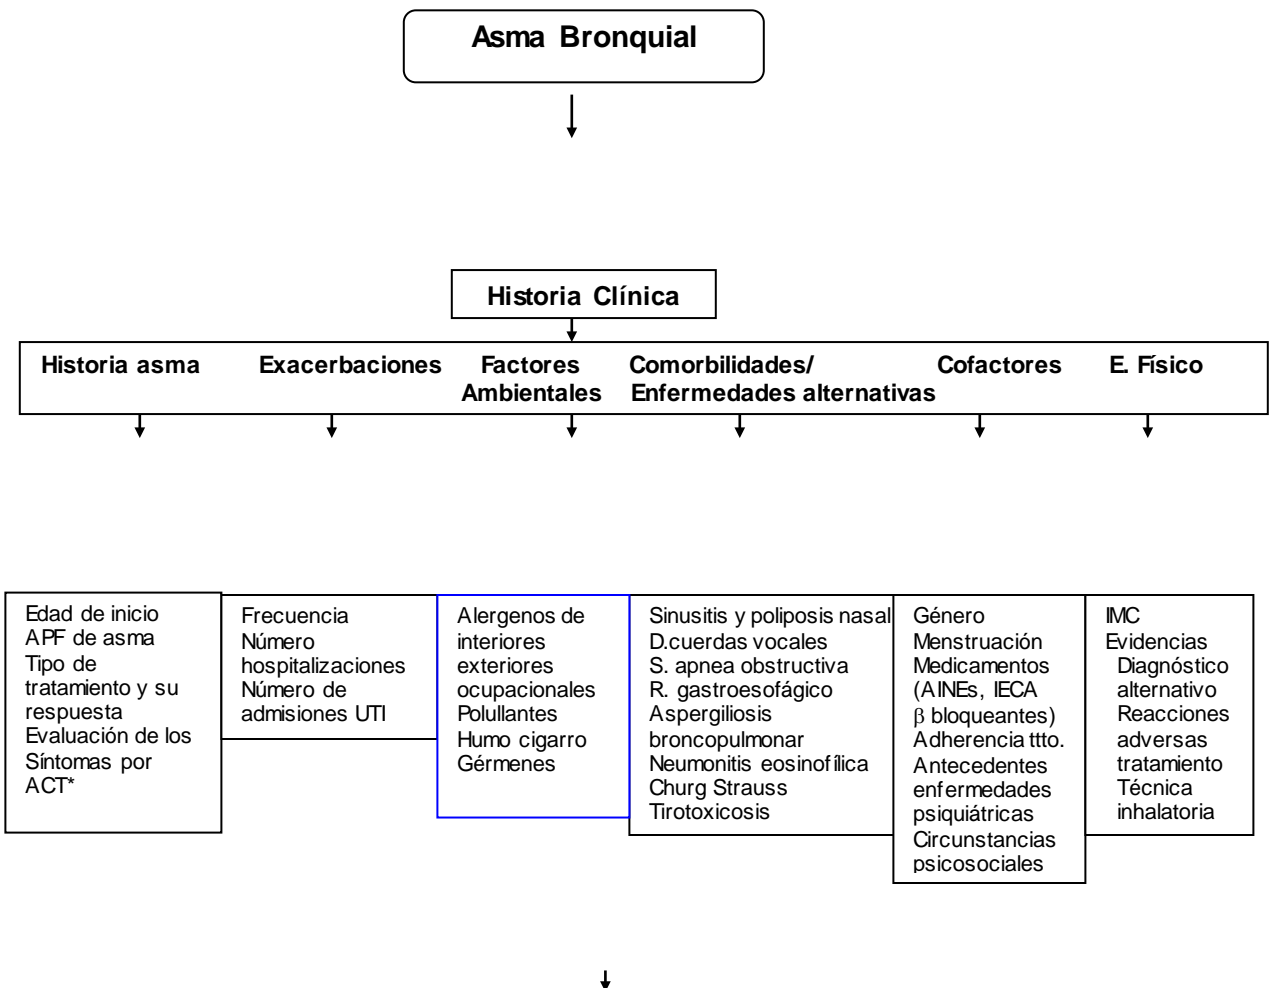 Asma Bronquial
Historia Clínica
Historia asma Exacerbaciones Factores Comorbilidades/ Cofactores E. Físico
Ambientales Enfermedades alternativas
Edad de inicio
APF de asma
Tipo de
tratamiento y su
respuesta
Evaluación de los
Síntomas por
ACT*
Frecuencia
Número
hospitalizaciones
Número de
admisiones UTI
Alergenos de
interiores
exteriores
ocupacionales
Polullantes
Humo cigarro
Gérmenes
Sinusitis y poliposis nasal
D.cuerdas vocales
S. apnea obstructiva
R. gastroesofágico
Aspergiliosis
broncopulmonar
Neumonitis eosinofílica
Churg Strauss
Tirotoxicosis
Género
Menstruación
Medicamentos
(AINEs, IECA
β bloqueantes)
Adherencia ttto.
Antecedentes
enfermedades
psiquiátricas
Circunstancias
psicosociales
IMC
Evidencias
Diagnóstico
alternativo
Reacciones
adversas
tratamiento
Técnica
inhalatoria